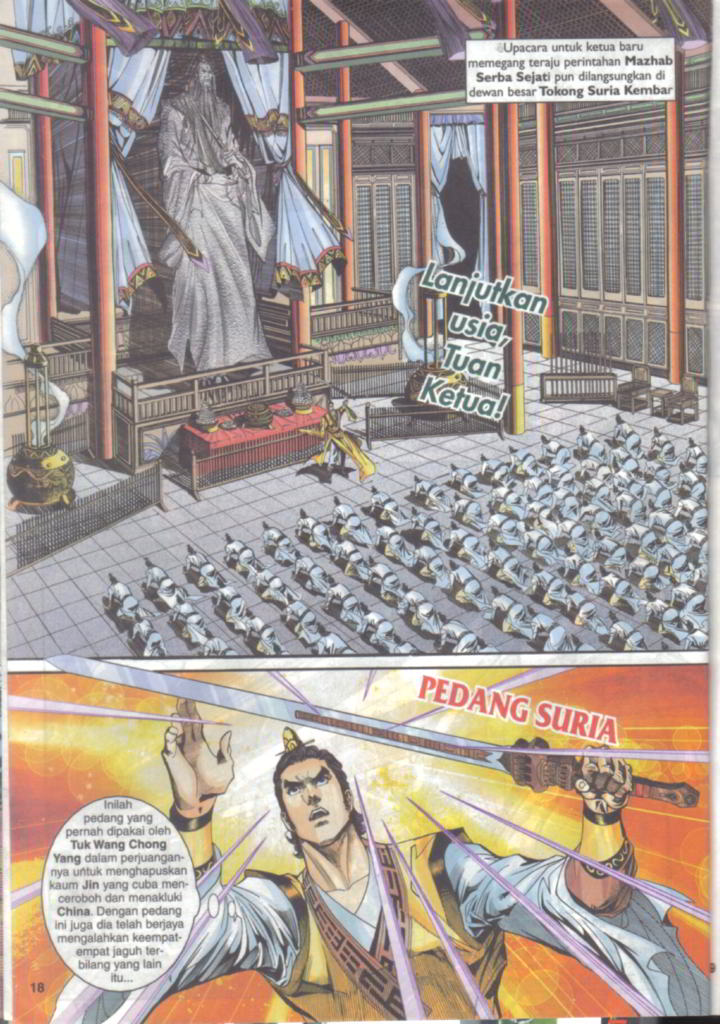 Upacara untuk ketua baru
memegang teraju perintahan Mazhab
Serba Sejati pun dilangsungkan di
dewan besar Tokong Suria Kembar
Lanjutkan
usia,
Tuan
Ketua!
PEDANG SURIA
Inilah
pedang yang
pernah dipakai oleh
Tuk Wang Chong
Yang dalam perjuangan-
nya untuk menghapuskan
kaum Jin yang cuba men-
ceroboh dan menakluki
China. Dengan pedang
ini juga dia telah berjaya
mengalahkan keempat-
empat jaguh ter-
bilang yang lain
itu...
18